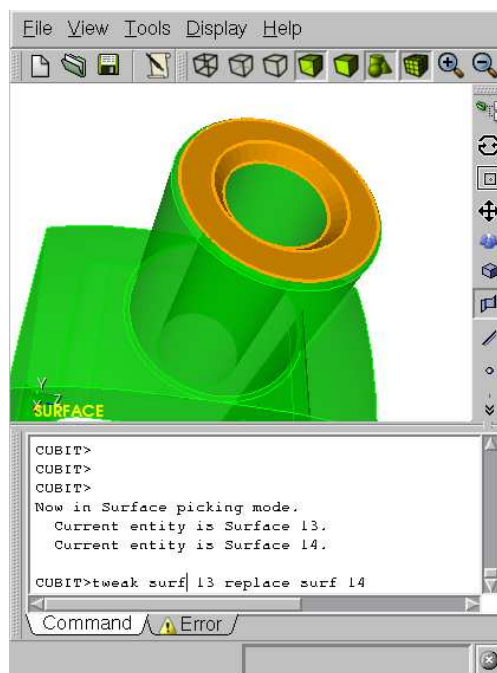 File View Tools Display Help
Y
X Z
SURFACE
CUBIT>
CUBIT>
CUBIT>
Now in Surface picking mode.
Current entity is Surface 13.
Current entity is Surface 14.
CUBIT>tweak surf 13 replace surf 14
Command Error